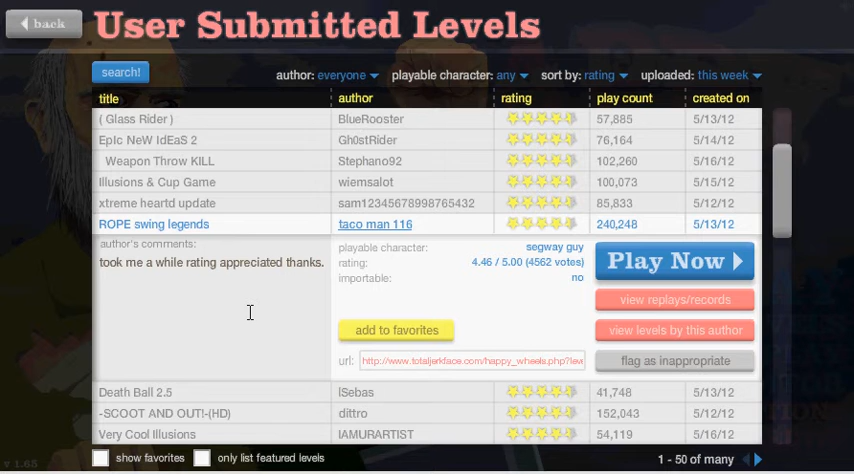 back
User Submitted Levels
search!
author: everyone playable character: any sort by: rating uploaded: this week
title author rating play count created on
( Glass Rider ) BlueRooster 57,885 5/13/12
EpIc NeW IdEaS 2 Gh0stRider 76,164 5/14/12
Weapon Throw KILL Stephano92 102,260 5/16/12
Illusions & Cup Game wiemsalot 100,073 5/15/12
xtreme heartd update sam12345678998765432 85,833 5/12/12
ROPE swing legends taco man 116 240,248 5/13/12
author's comments:
took me a while rating appreciated thanks.
playable character: segway guy
rating: 4.46 / 5.00 (4562 votes)
importable: no
Play Now
view replays/records
add to favorites
view levels by this author
url: http://www.totaljerkface.com/happy_wheels.php?lev
flag as inappropriate
Death Ball 2.5 ISebas 41,748 5/13/12
-SCOOT AND OUT!-(HD) dittro 152,043 5/12/12
Very Cool Illusions IAMURARTIST 54,119 5/16/12
show favorites only list featured levels 1 - 50 of many
v 1.63